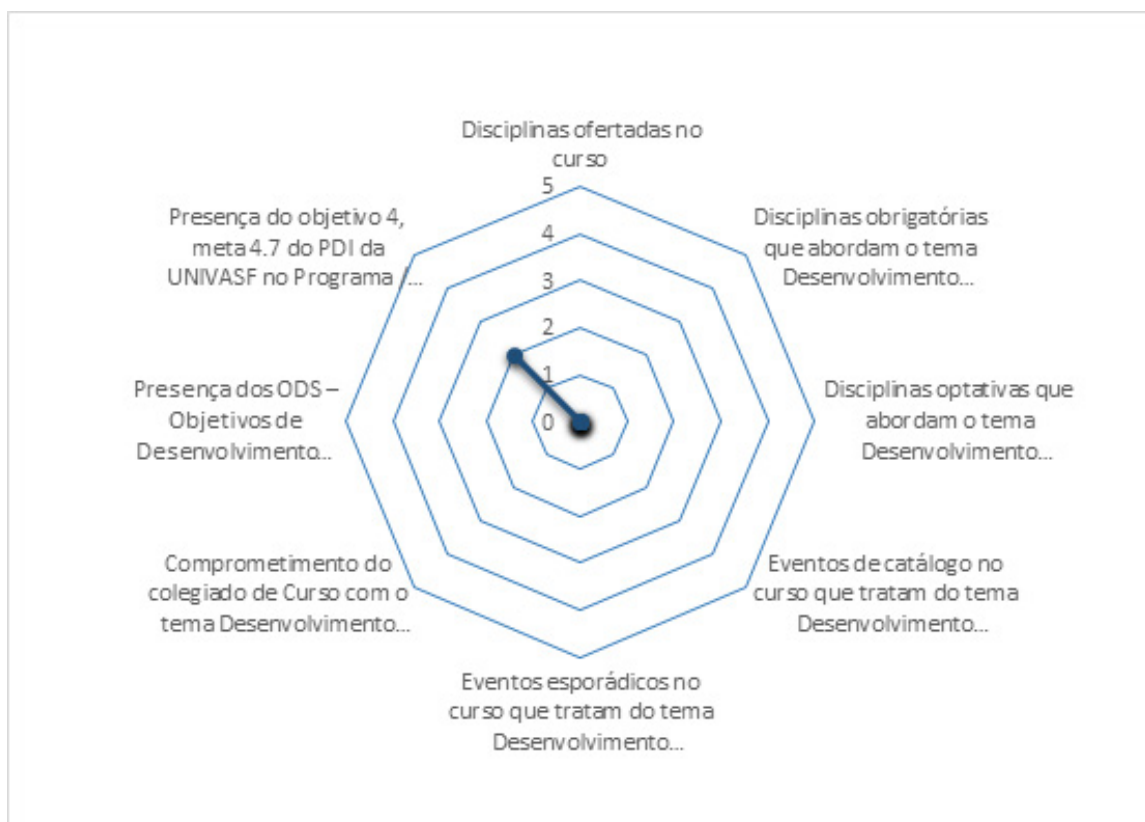 Disciplinas ofertadas no
curso
5
4
3
2
1
0
Disciplinas obrigatórias
que abordam o tema
Desenvolvimento...
Disciplinas optativas que
abordam o tema
Desenvolvimento...
Eventos de catálogo no
curso que tratam do tema
Desenvolvimento...
Eventos esporádicos no
curso que tratam do tema
Desenvolvimento...
Comprometimento do
colegiado de Curso com o
tema Desenvolvimento...
Presença dos ODS –
Objetivos de
Desenvolvimento...
Presença do objetivo 4,
meta 4.7 do PDI da
UNIVASF no Programa /...